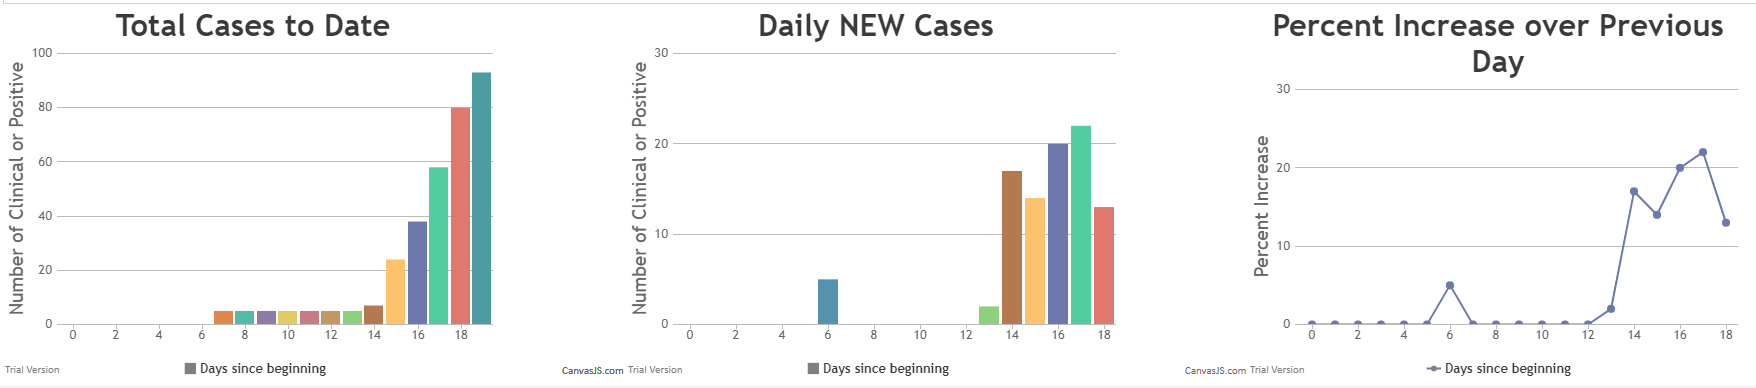 Total Cases to Date
Number of Clinical or Positive
100
80
60
40
20
0
0 2 4 6 8 10 12 14 16 18
Days since beginning
Trial Version
CanvasJS.com
Daily NEW Cases
Number of Clinical or Positive
30
20
10
0
0 2 4 6 8 10 12 14 16 18
Days since beginning
Trial Version
CanvasJS.com
Percent Increase over Previous
Day
Percent Increase
30
20
10
0
0 2 4 6 8 10 12 14 16 18
Days since beginning
Trial Version